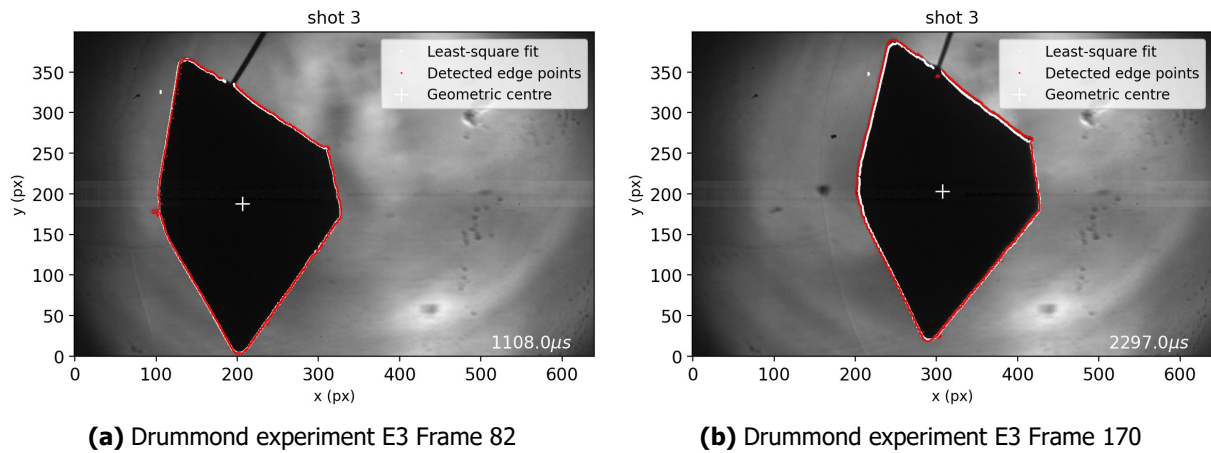 shot 3
y (px)
350
300
250
200
150
100
50
0
Least-square fit
Detected edge points
Geometric centre
1108.0μs
0 100 200 300 400 500 600
x (px)
(a) Drummond experiment E3 Frame 82
shot 3
y (px)
350
300
250
200
150
100
50
0
Least-square fit
Detected edge points
Geometric centre
2297.0μs
0 100 200 300 400 500 600
x (px)
(b) Drummond experiment E3 Frame 170